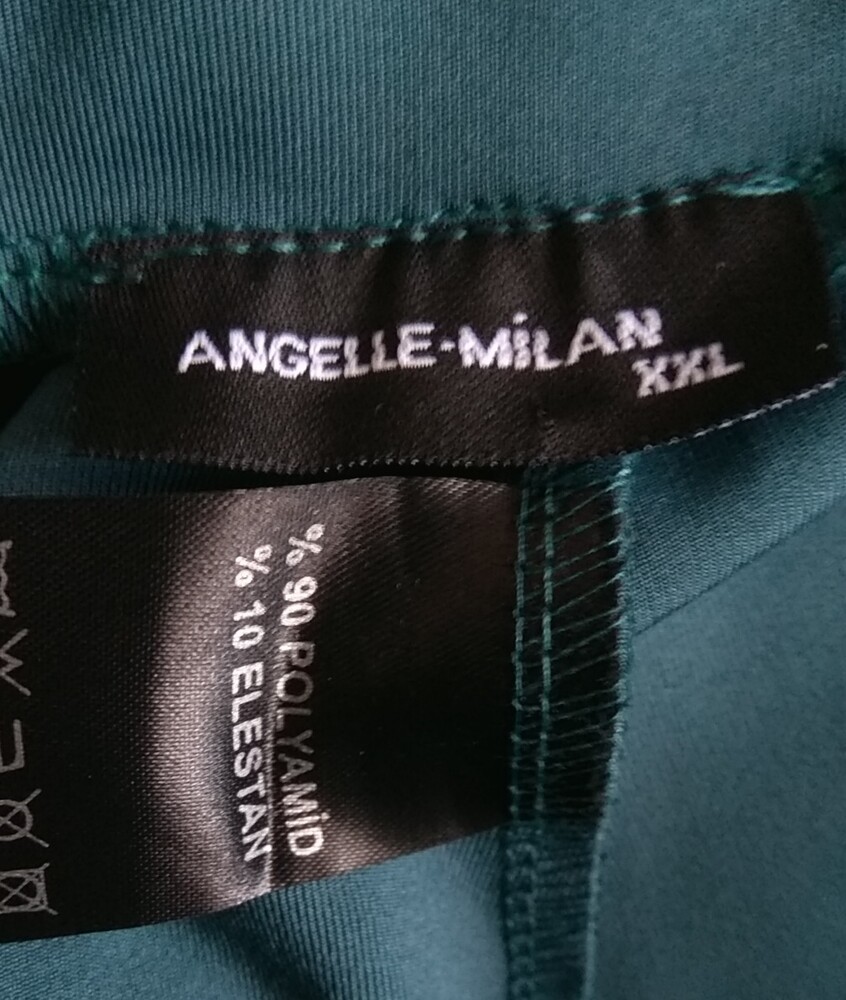 ANGELLE-MİLAN
XXL
% 90 POLYAMİD
% 10 ELESTAN